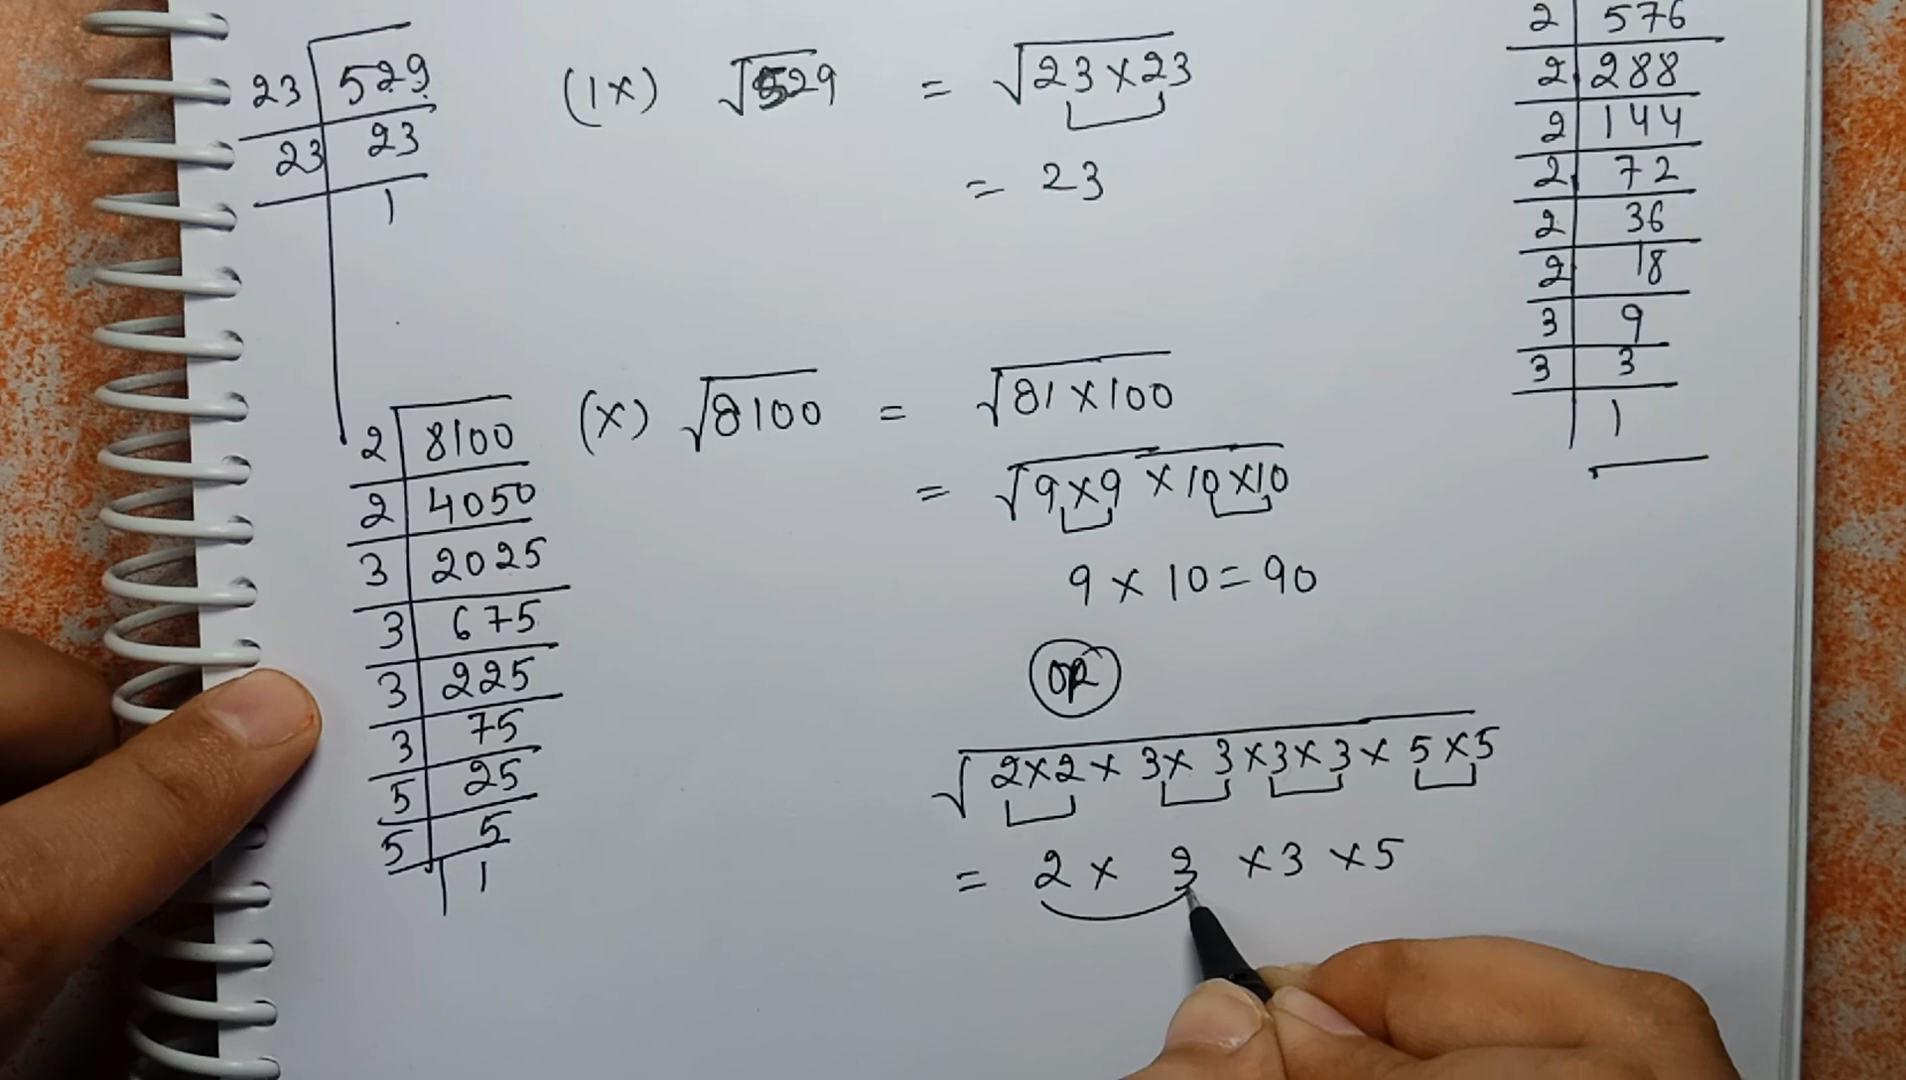 23 | 529
23 | 23
1
(ix) √529 = √23×23
= 23
2 | 8100
2 | 4050
3 | 2025
3 | 675
3 | 225
3 | 75
5 | 25
5 | 5
1
(x) √8100 = √81×100
= √9×9×10×10
9×10=90
OR
√2×2×3×3×3×3×5×5
= 2×3×3×5
2 | 576
2 | 288
2 | 144
2 | 72
2 | 36
2 | 18
3 | 9
3 | 3
1